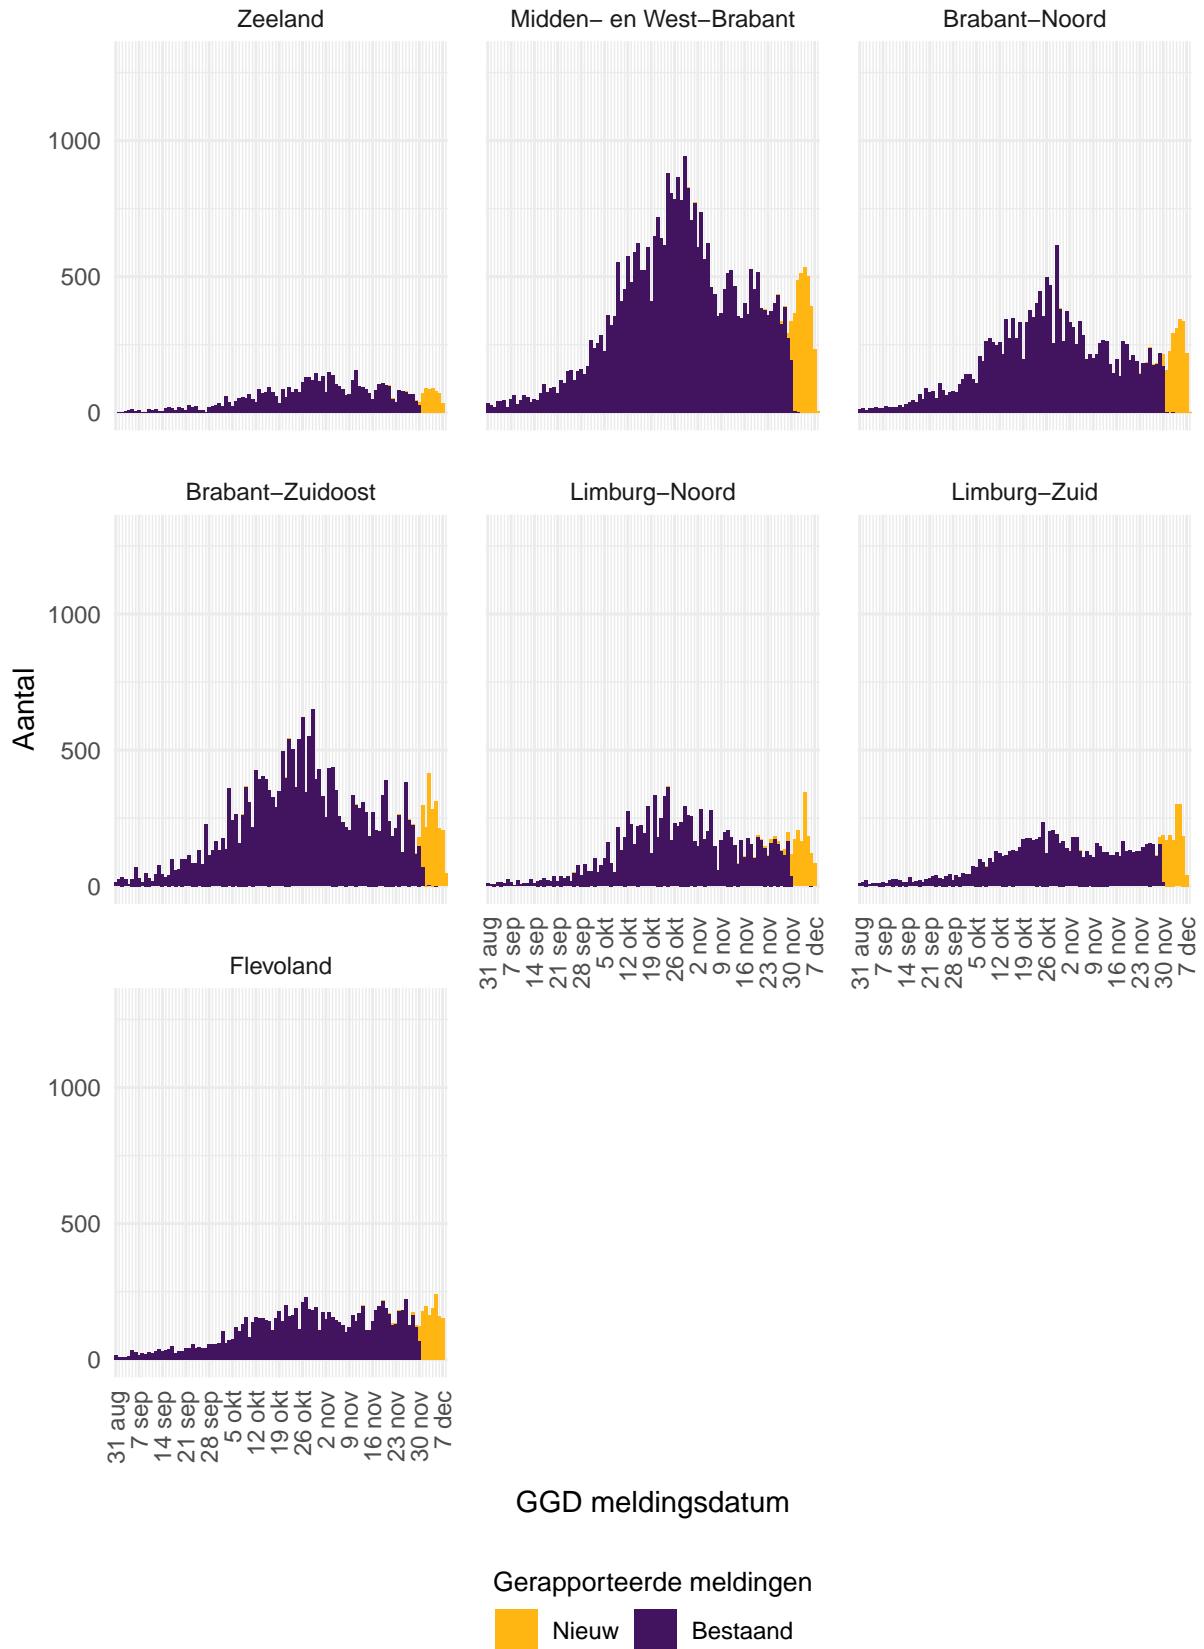 Zeeland
Midden− en West−Brabant
Brabant−Noord
1000
500
0
Brabant−Zuidoost
Limburg−Noord
Limburg−Zuid
1000
500
0
31 aug
7 sep
14 sep
21 sep
28 sep
5 okt
12 okt
19 okt
26 okt
2 nov
9 nov
16 nov
23 nov
30 nov
7 dec
31 aug
7 sep
14 sep
21 sep
28 sep
5 okt
12 okt
19 okt
26 okt
2 nov
9 nov
16 nov
23 nov
30 nov
7 dec
Flevoland
1000
500
0
31 aug
7 sep
14 sep
21 sep
28 sep
5 okt
12 okt
19 okt
26 okt
2 nov
9 nov
16 nov
23 nov
30 nov
7 dec
Aantal
GGD meldingsdatum
Gerapporteerde meldingen
Nieuw
Bestaand